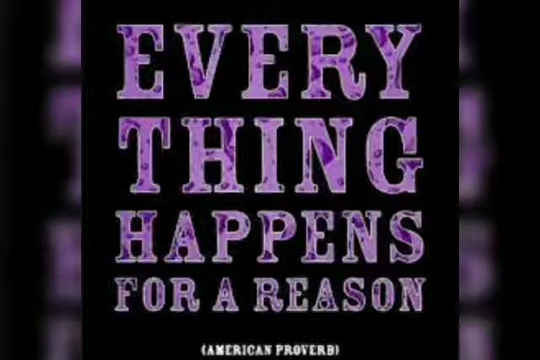 EVERY
THING
HAPPENS
FOR A REASON
(AMERICAN PROVERB)